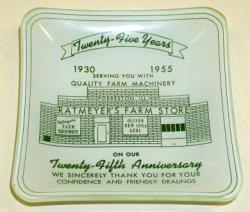 Twenty-Five Years
1930 1955
SERVING YOU WITH
QUALITY FARM MACHINERY
RATMEYER'S FARM STORE
FARM
EQUIPMENT
OLIVER
NEW IDEA
GEHL
ON OUR
Twenty-Fifth Anniversary
WE SINCERELY THANK YOU FOR YOUR
CONFIDENCE AND FRIENDLY DEALINGS